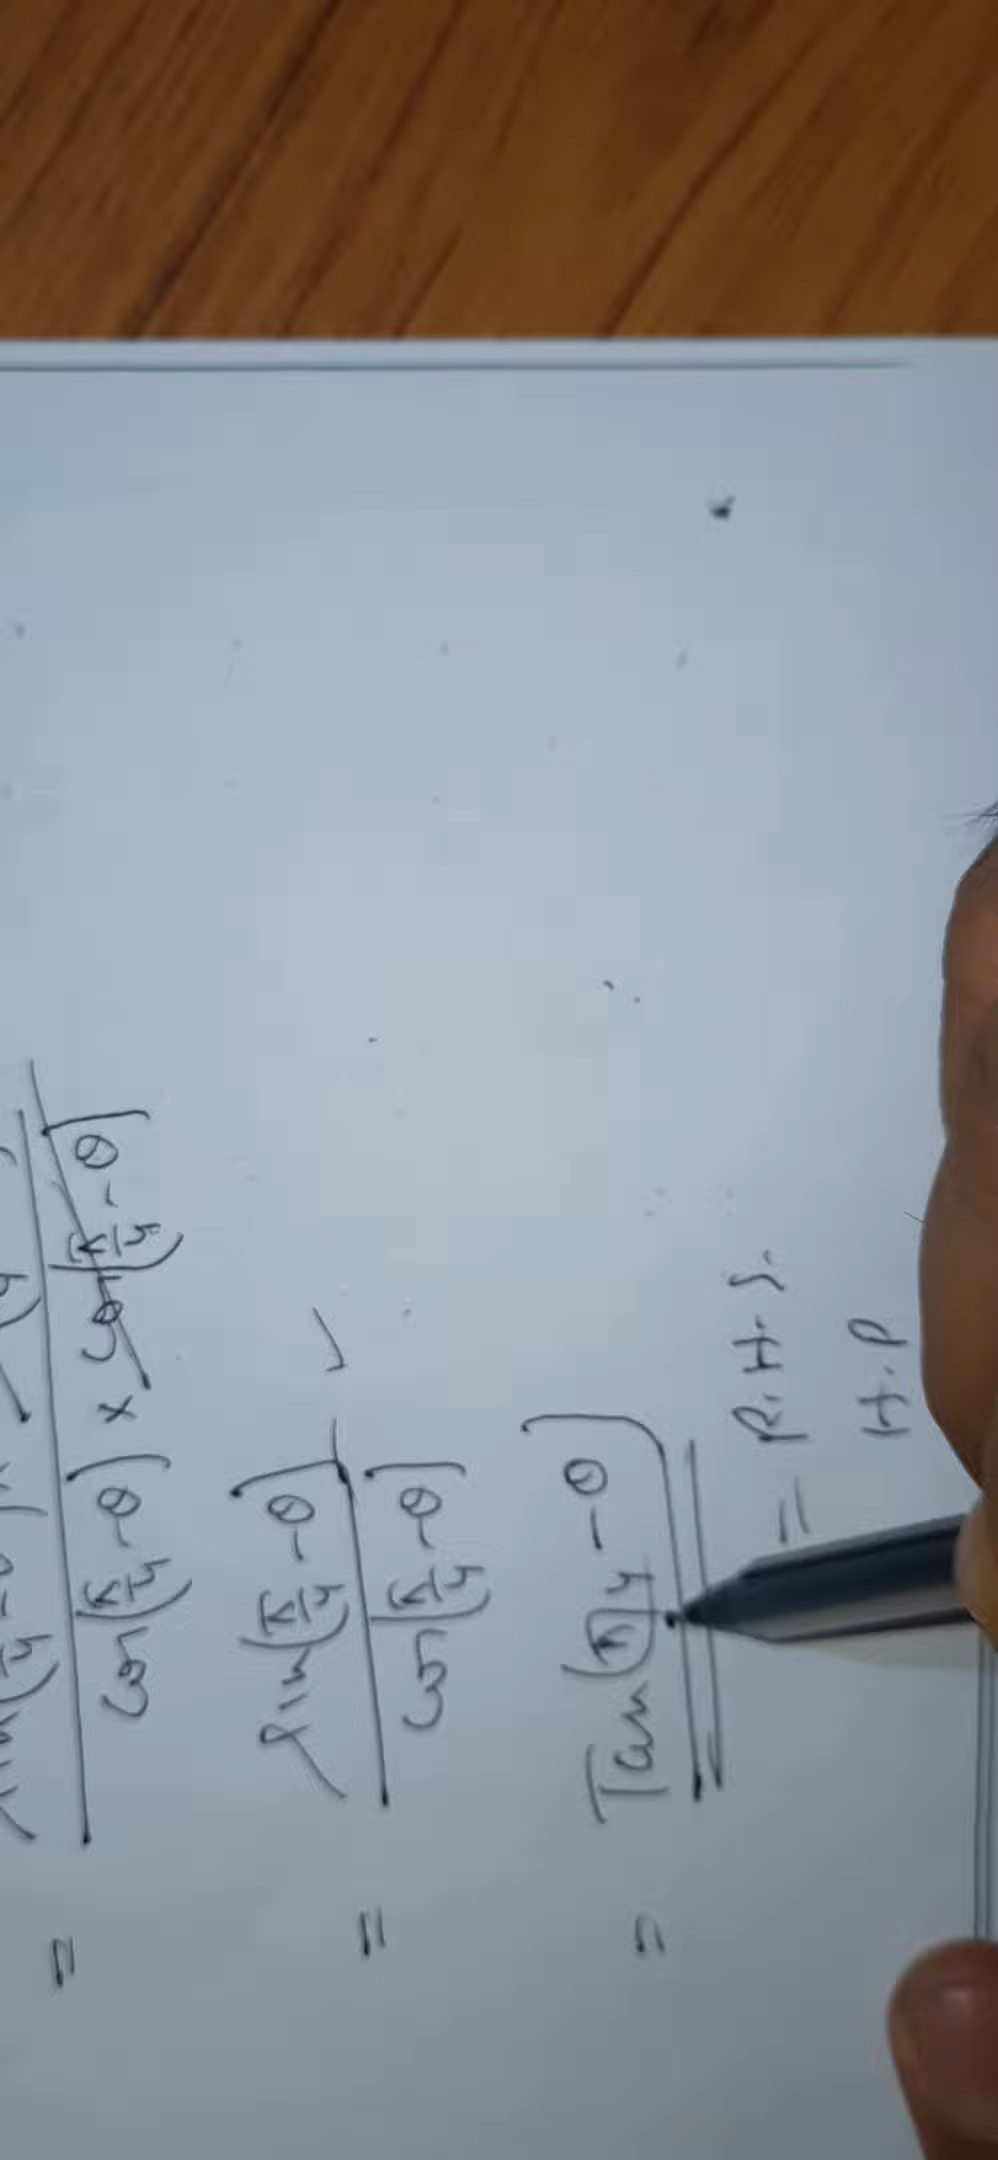 = cos(π/4 - θ) × cos(π/4 - θ)
= sin(π/4 - θ) / cos(π/4 - θ)
= Tan(π/4 - θ)
= R.H.S.
H.P